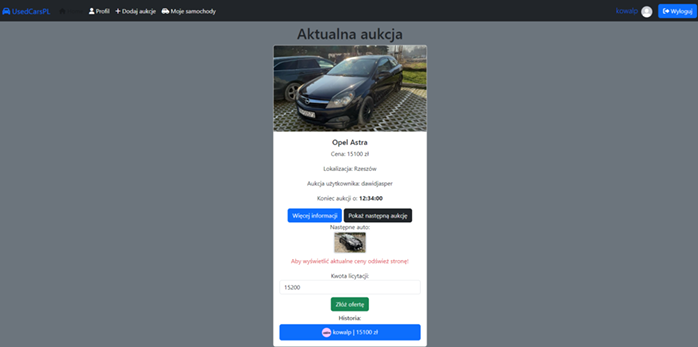 UsedCarsPL
Profil
+ Dodaj aukcje
Moje samochody
kowalp
Wyloguj
Aktualna aukcja
Opel Astra
Cena: 15100 zł
Lokalizacja: Rzeszów
Aukcja użytkownika: dawidjasper
Koniec aukcji o: 12:34:00
Więcej informacji
Pokaż następną aukcję
Następne auto:
Aby wyświetlić aktualne ceny odśwież stronę!
Kwota licytacji:
15200
Złóż ofertę
Historia:
kowalp | 15100 zł